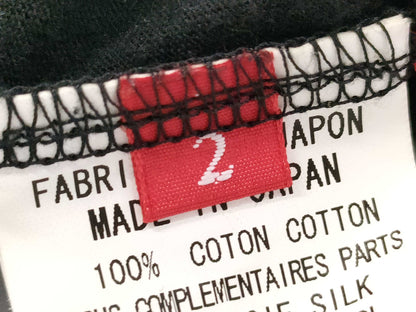 2
FABRI JAPON
MADE IN JAPAN
100% COTON COTTON
COMPLEMENTAIRES PARTS
SILK